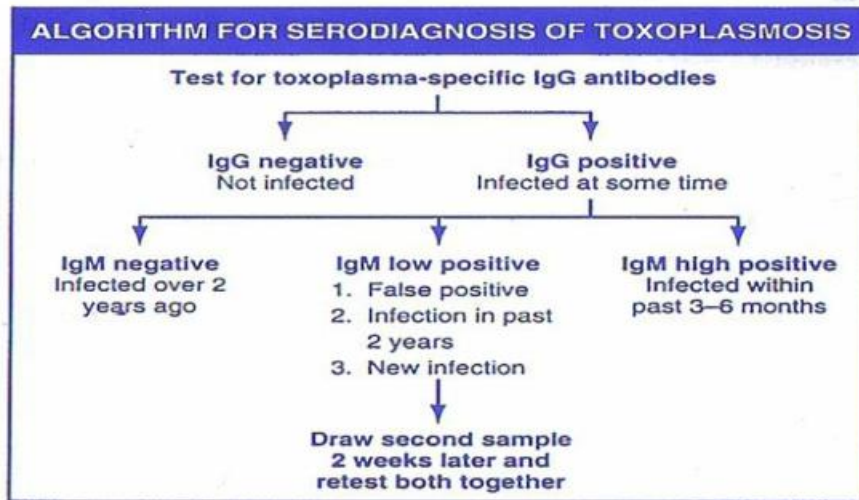 ALGORITHM FOR SERODIAGNOSIS OF TOXOPLASMOSIS
Test for toxoplasma-specific IgG antibodies
IgG negative
Not infected
IgG positive
Infected at some time
IgM negative
Infected over 2
years ago
IgM low positive
1. False positive
2. Infection in past
2 years
3. New infection
IgM high positive
Infected within
past 3–6 months
Draw second sample
2 weeks later and
retest both together